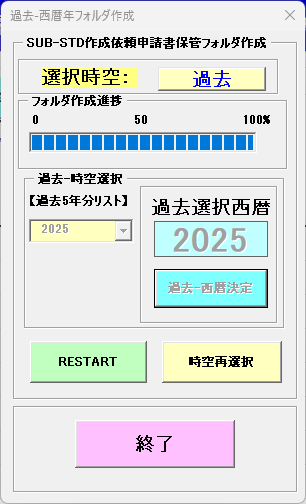 過去-西暦年フォルダ作成
SUB-STD作成依頼申請書保管フォルダ作成
選択時空: 過去
フォルダ作成進捗
0 50 100%
過去-時空選択
【過去5年分リスト】
2025
過去選択西暦
2025
過去-西暦決定
RESTART 時空再選択
終了